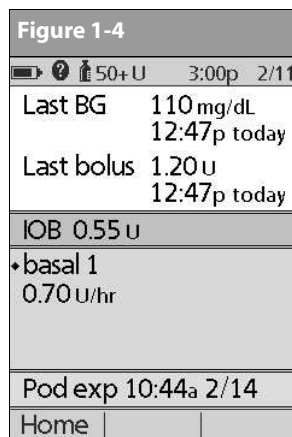 Figure 1-4
50+U 3:00p 2/11
Last BG 110 mg/dL
12:47p today
Last bolus 1.20 U
12:47p today
IOB 0.55 U
basal 1
0.70 U/hr
Pod exp 10:44a 2/14
Home